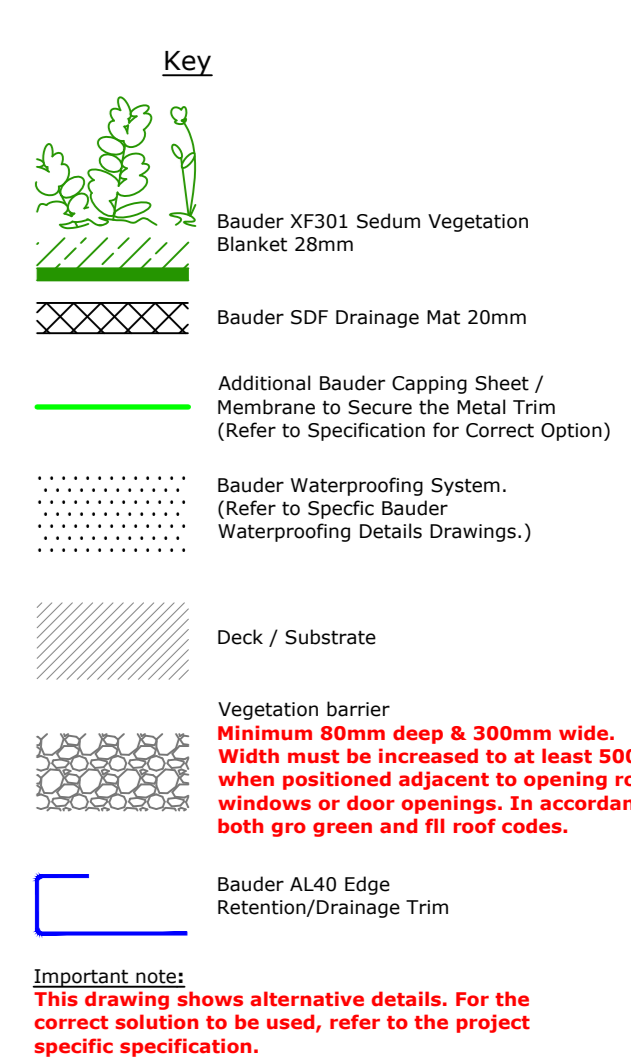 Key
Bauder XF301 Sedum Vegetation
Blanket 28mm
Bauder SDF Drainage Mat 20mm
Additional Bauder Capping Sheet /
Membrane to Secure the Metal Trim
(Refer to Specification for Correct Option)
Bauder Waterproofing System.
(Refer to Specfic Bauder
Waterproofing Details Drawings.)
Deck / Substrate
Vegetation barrier
Minimum 80mm deep & 300mm wide.
Width must be increased to at least
when positioned adjacent to opening
windows or door openings. In
both gro green and fll roof codes.
Bauder AL40 Edge
Retention/Drainage Trim
Important note:
This drawing shows alternative details. For the
correct solution to be used, refer to the project
specific specification.